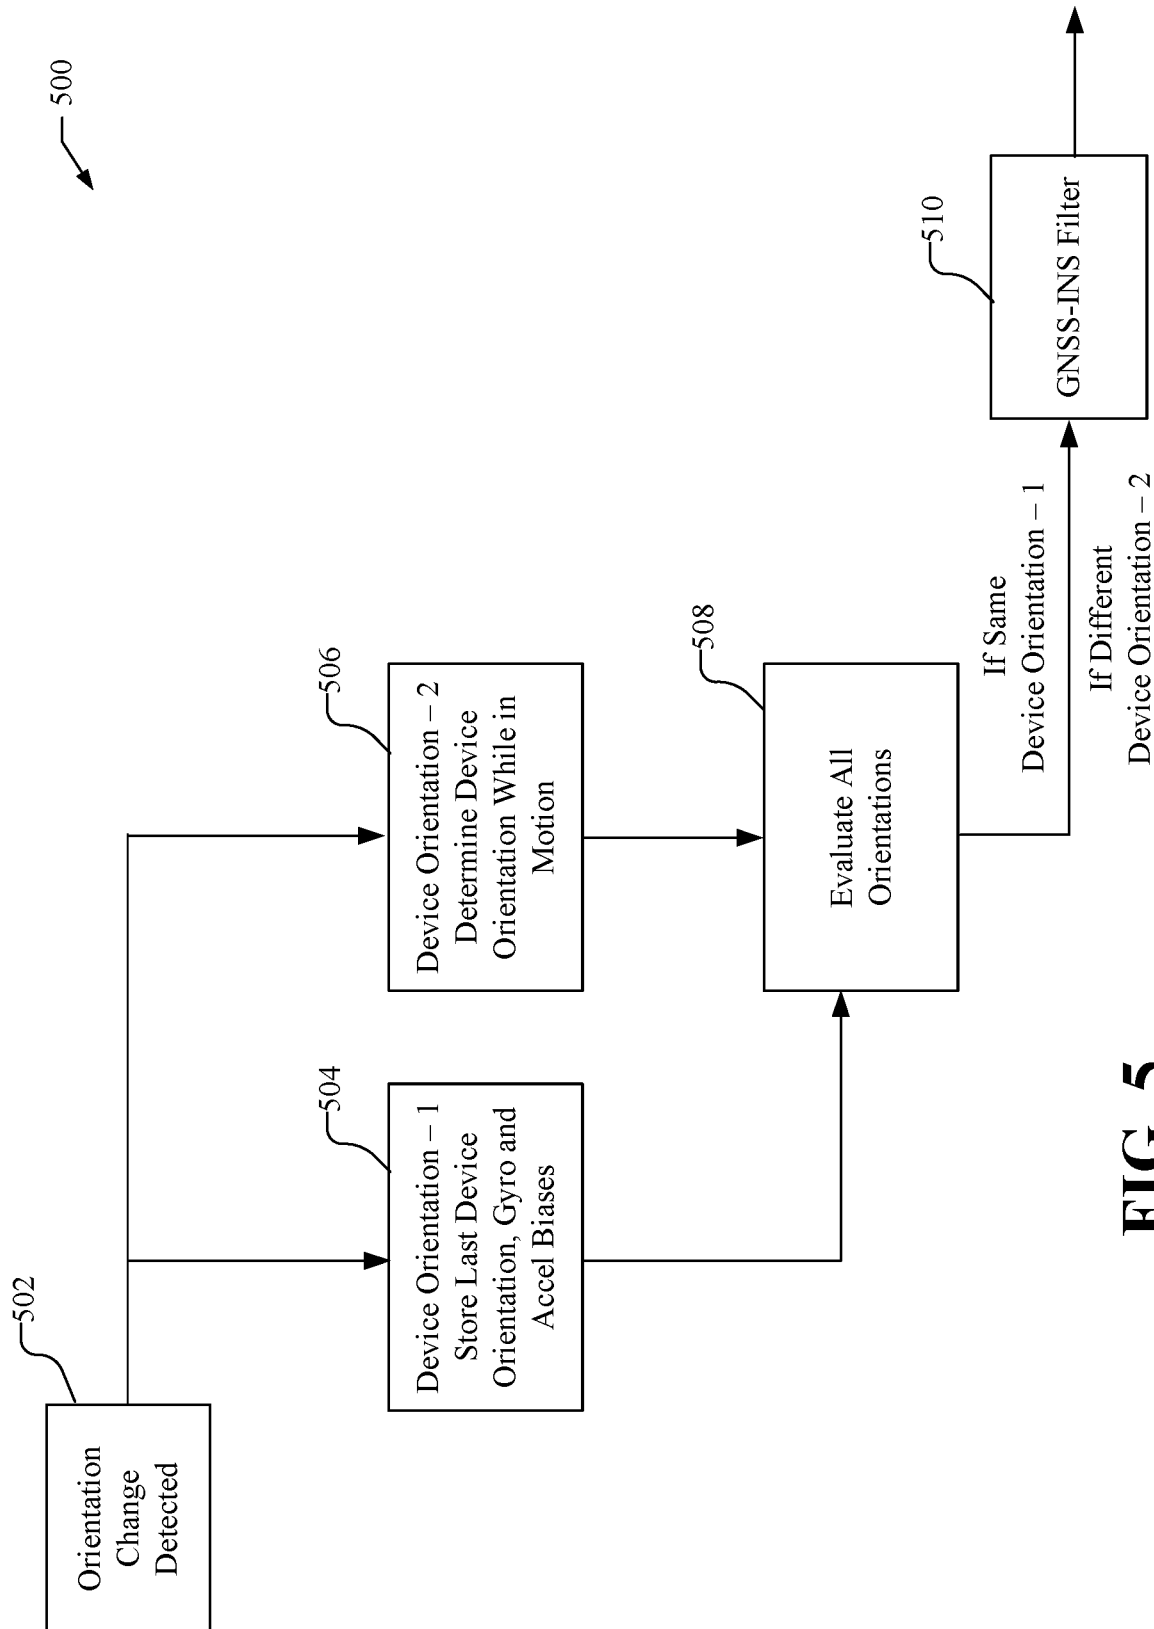 500
502
Orientation
Change
Detected
504
Device Orientation – 1
Store Last Device
Orientation, Gyro and
Accel Biases
506
Device Orientation – 2
Determine Device
Orientation While in
Motion
508
Evaluate All
Orientations
If Same
Device Orientation – 1
If Different
Device Orientation – 2
510
GNSS-INS Filter
FIG. 5